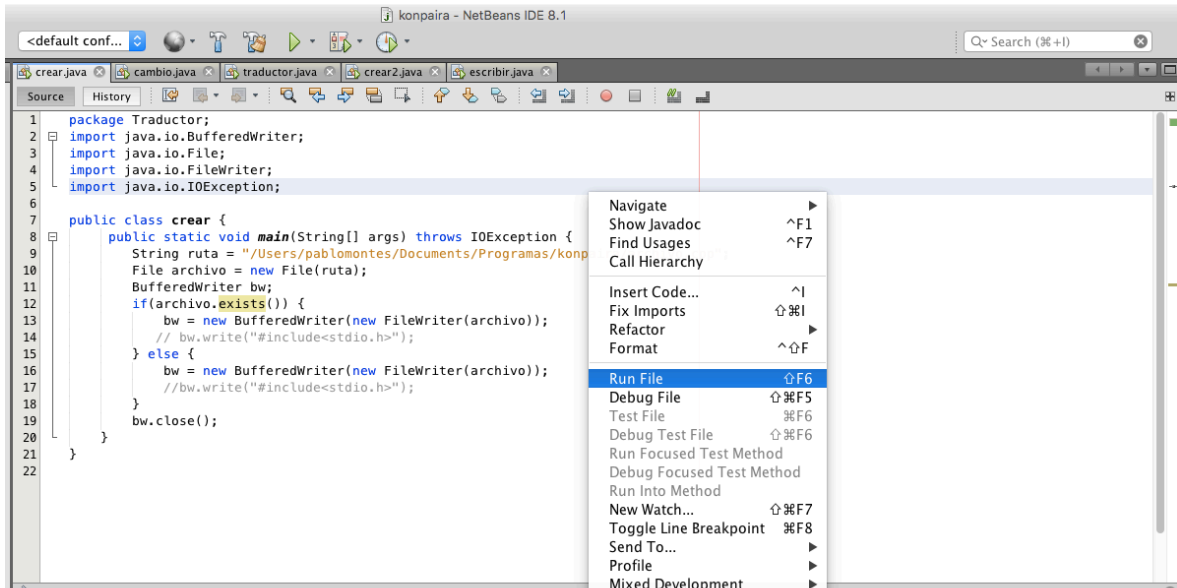 konpaira - NetBeans IDE 8.1
<default conf...
Search (⌘+I)
crear.java cambio.java traductor.java crear2.java escribir.java
Source History
1 package Traductor;
2 import java.io.BufferedWriter;
3 import java.io.File;
4 import java.io.FileWriter;
5 import java.io.IOException;
6
7 public class crear {
8 public static void main(String[] args) throws IOException {
9 String ruta = "/Users/pablomontes/Documents/Programas/konp
10 File archivo = new File(ruta);
11 BufferedWriter bw;
12 if(archivo.exists()) {
13 bw = new BufferedWriter(new FileWriter(archivo));
14 // bw.write("#include<stdio.h>");
15 } else {
16 bw = new BufferedWriter(new FileWriter(archivo));
17 //bw.write("#include<stdio.h>");
18 }
19 bw.close();
20 }
21 }
22
Navigate
Show Javadoc ^F1
Find Usages ^F7
Call Hierarchy
Insert Code... ^I
Fix Imports ⇧⌘I
Refactor
Format ^⇧F
Run File ⇧F6
Debug File ⇧⌘F5
Test File ⌘F6
Debug Test File ⇧⌘F6
Run Focused Test Method
Debug Focused Test Method
Run Into Method
New Watch... ⇧⌘F7
Toggle Line Breakpoint ⌘F8
Send To...
Profile
Mixed Development